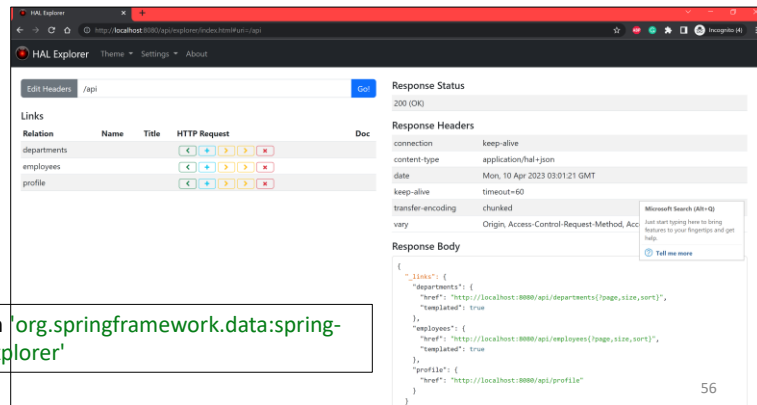 HAL Explorer
http://localhost:8080/api/explorer/index.html#uri=/api
Incognito (4)
HAL Explorer Theme Settings About
Edit Headers /api Go!
Links
Relation Name Title HTTP Request Doc
departments
employees
profile
Response Status
200 (OK)
Response Headers
connection keep-alive
content-type application/hal+json
date Mon, 10 Apr 2023 03:01:21 GMT
keep-alive timeout=60
transfer-encoding chunked
vary Origin, Access-Control-Request-Method, Acc
Microsoft Search (Alt+Q)
Just start typing here to bring
features to your fingertips and get
help.
Tell me more
Response Body
{
"_links": {
"departments": {
"href": "http://localhost:8080/api/departments{?page,size,sort}",
"templated": true
},
"employees": {
"href": "http://localhost:8080/api/employees{?page,size,sort}",
"templated": true
},
"profile": {
"href": "http://localhost:8080/api/profile"
}
}
'org.springframework.data:spring-
plorer'
56